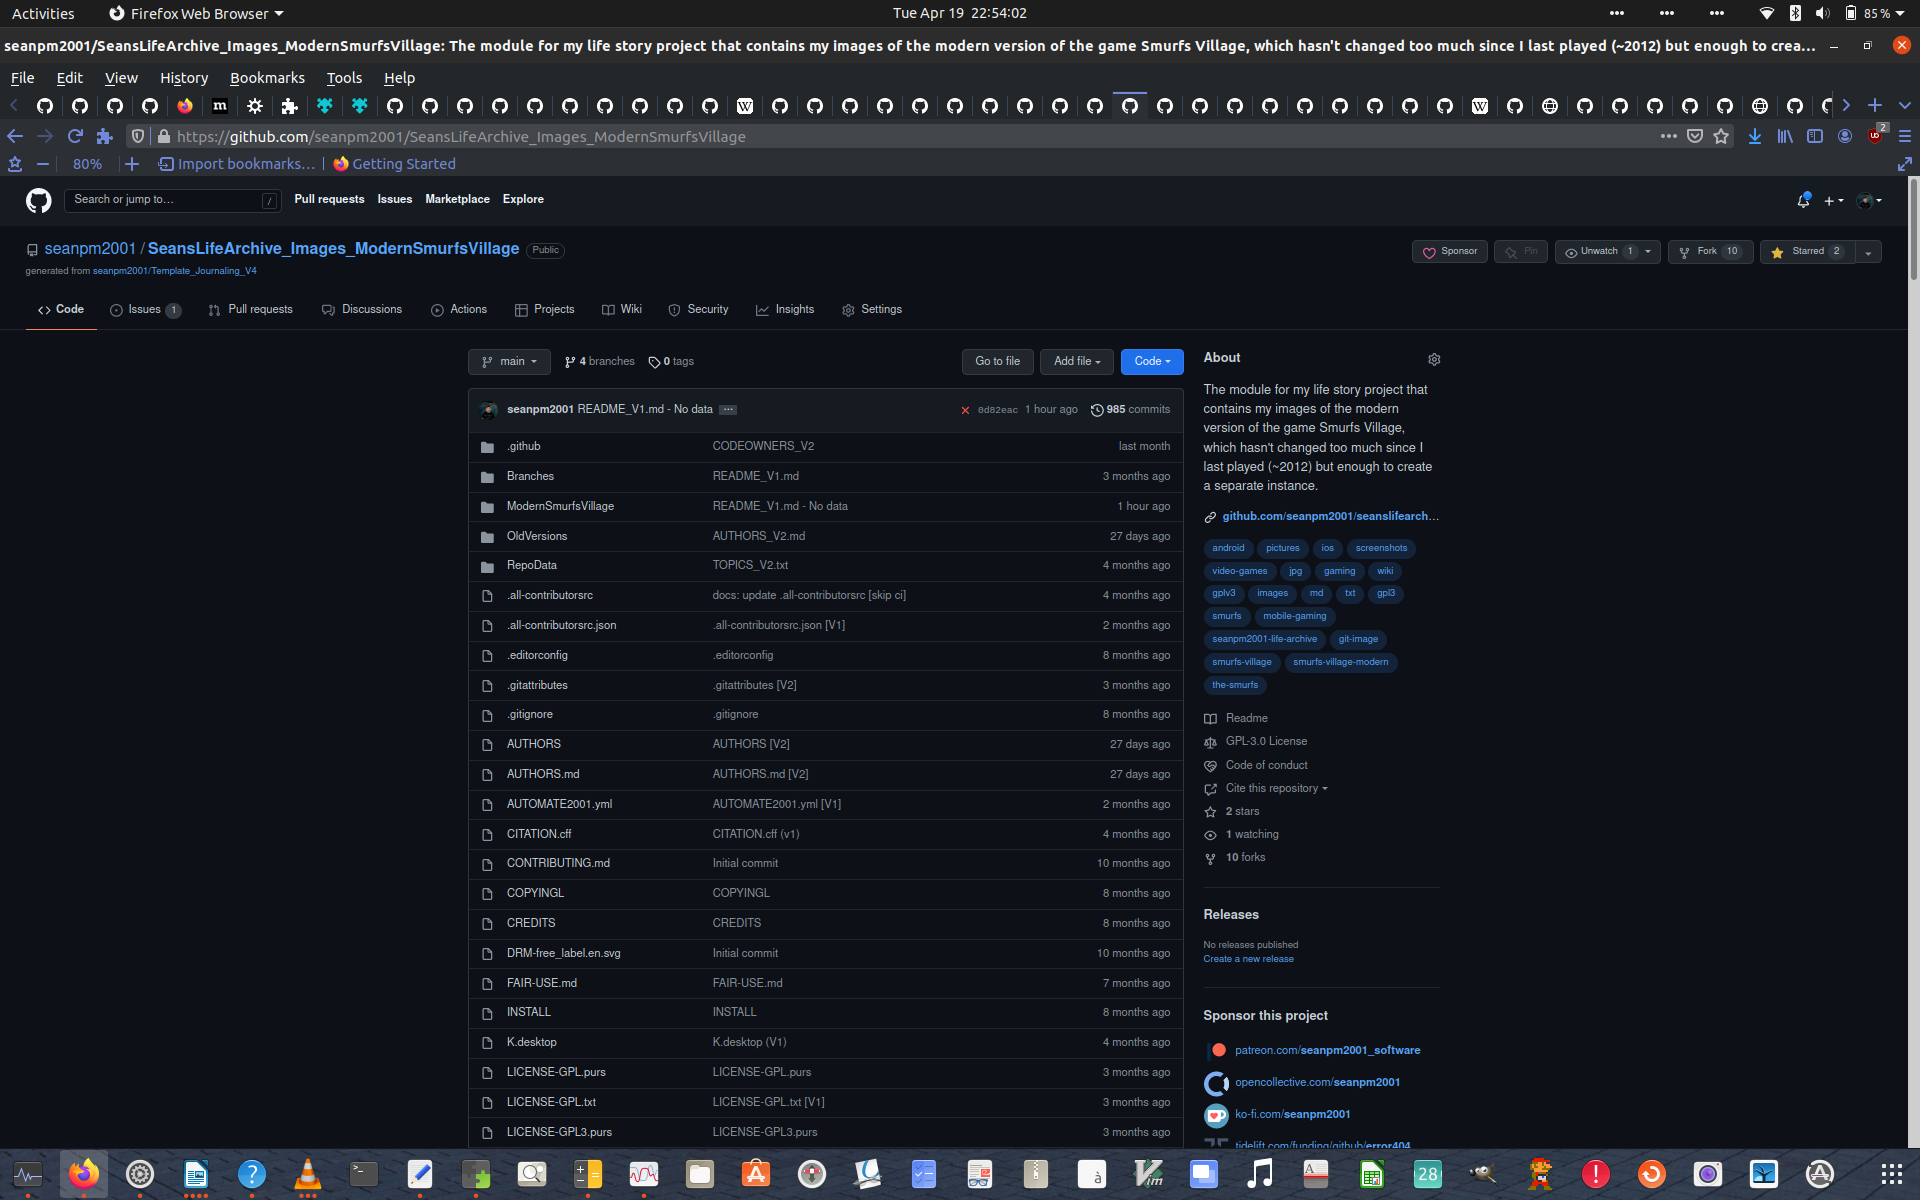 Activities Firefox Web Browser Tue Apr 19 22:54:02 85 %
seanpm2001/SeansLifeArchive_Images_ModernSmurfsVillage: The module for my life story project that contains my images of the modern version of the game Smurfs Village, which hasn't changed too much since I last played (~2012) but enough to crea…
File Edit View History Bookmarks Tools Help
https://github.com/seanpm2001/SeansLifeArchive_Images_ModernSmurfsVillage 2
80% Import bookmarks… Getting Started
Search or jump to… / Pull requests Issues Marketplace Explore
seanpm2001 / SeansLifeArchive_Images_ModernSmurfsVillage Public Sponsor Pin Unwatch 1 Fork 10 Starred 2
generated from seanpm2001/Template_Journaling_V4
Code Issues 1 Pull requests Discussions Actions Projects Wiki Security Insights Settings
main 4 branches 0 tags Go to file Add file Code
seanpm2001 README_V1.md - No data 0d82eac 1 hour ago 985 commits
.github CODEOWNERS_V2 last month
Branches README_V1.md 3 months ago
ModernSmurfsVillage README_V1.md - No data 1 hour ago
OldVersions AUTHORS_V2.md 27 days ago
RepoData TOPICS_V2.txt 4 months ago
.all-contributorsrc docs: update .all-contributorsrc [skip ci] 4 months ago
.all-contributorsrc.json .all-contributorsrc.json [V1] 2 months ago
.editorconfig .editorconfig 8 months ago
.gitattributes .gitattributes [V2] 3 months ago
.gitignore .gitignore 8 months ago
AUTHORS AUTHORS [V2] 27 days ago
AUTHORS.md AUTHORS.md [V2] 27 days ago
AUTOMATE2001.yml AUTOMATE2001.yml [V1] 2 months ago
CITATION.cff CITATION.cff (v1) 4 months ago
CONTRIBUTING.md Initial commit 10 months ago
COPYINGL COPYINGL 8 months ago
CREDITS CREDITS 8 months ago
DRM-free_label.en.svg Initial commit 10 months ago
FAIR-USE.md FAIR-USE.md 7 months ago
INSTALL INSTALL 8 months ago
K.desktop K.desktop (V1) 4 months ago
LICENSE-GPL.purs LICENSE-GPL.purs 3 months ago
LICENSE-GPL.txt LICENSE-GPL.txt [V1] 3 months ago
LICENSE-GPL3.purs LICENSE-GPL3.purs 3 months ago
About
The module for my life story project that
contains my images of the modern
version of the game Smurfs Village,
which hasn't changed too much since I
last played (~2012) but enough to create
a separate instance.
github.com/seanpm2001/seanslifearch…
android pictures ios screenshots
video-games jpg gaming wiki
gplv3 images md txt gpl3
smurfs mobile-gaming
seanpm2001-life-archive git-image
smurfs-village smurfs-village-modern
the-smurfs
Readme
GPL-3.0 License
Code of conduct
Cite this repository
2 stars
1 watching
10 forks
Releases
No releases published
Create a new release
Sponsor this project
patreon.com/seanpm2001_software
opencollective.com/seanpm2001
ko-fi.com/seanpm2001
tidelift.com/funding/github/error404
28